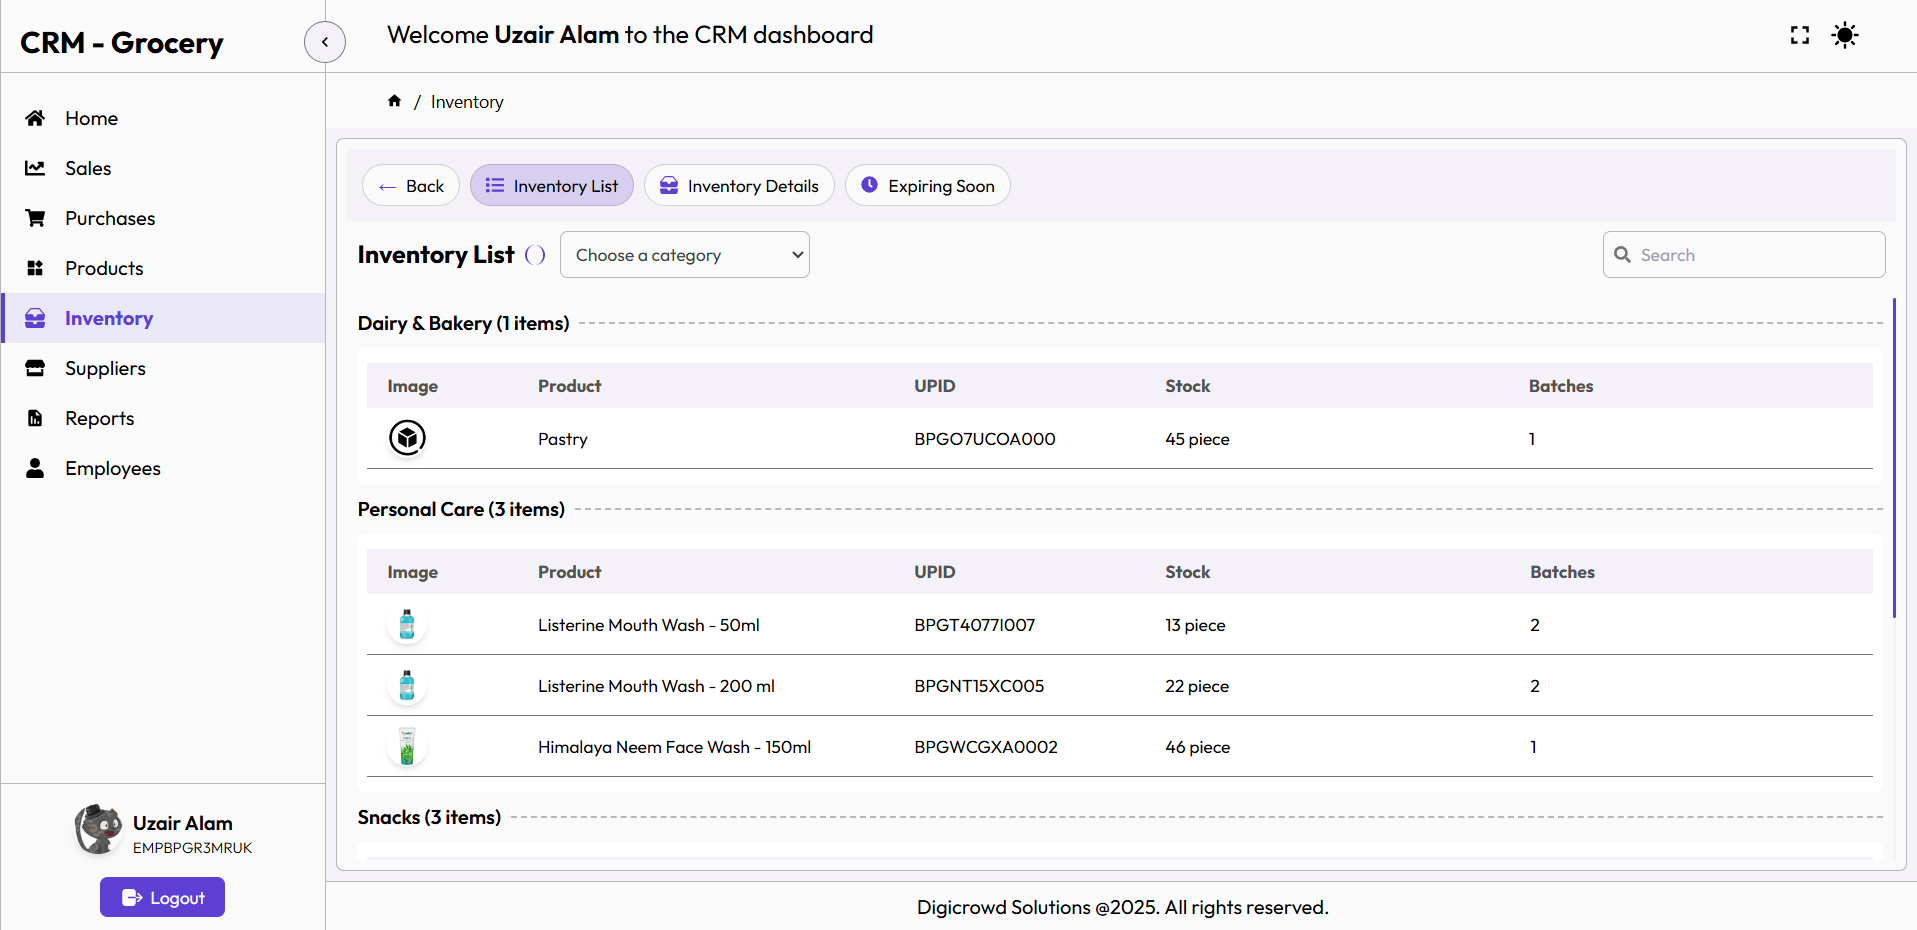 CRM - Grocery
Welcome Uzair Alam to the CRM dashboard
/ Inventory
Home
Sales
Purchases
Products
Inventory
Suppliers
Reports
Employees
← Back
Inventory List
Inventory Details
Expiring Soon
Inventory List
Choose a category
Search
Dairy & Bakery (1 items)
Image Product UPID Stock Batches
Pastry BPGO7UCOA000 45 piece 1
Personal Care (3 items)
Image Product UPID Stock Batches
Listerine Mouth Wash - 50ml BPGT4077I007 13 piece 2
Listerine Mouth Wash - 200 ml BPGNT15XC005 22 piece 2
Himalaya Neem Face Wash - 150ml BPGWCGXA0002 46 piece 1
Snacks (3 items)
Uzair Alam
EMPBPGR3MRUK
Logout
Digicrowd Solutions @2025. All rights reserved.